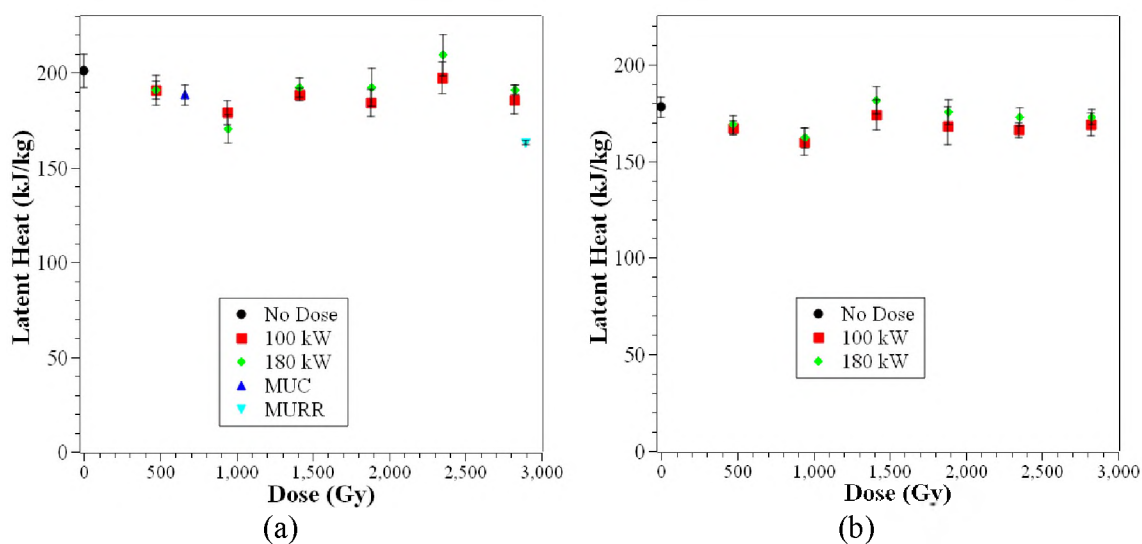 200
150
100
50
0
Latent Heat (kJ/kg)
No Dose
100 kW
180 kW
MUC
MURR
0 500 1,000 1,500 2,000 2,500 3,000
Dose (Gy)
(a)
200
150
100
50
0
Latent Heat (kJ/kg)
No Dose
100 kW
180 kW
0 500 1,000 1,500 2,000 2,500 3,000
Dose (Gy)
(b)